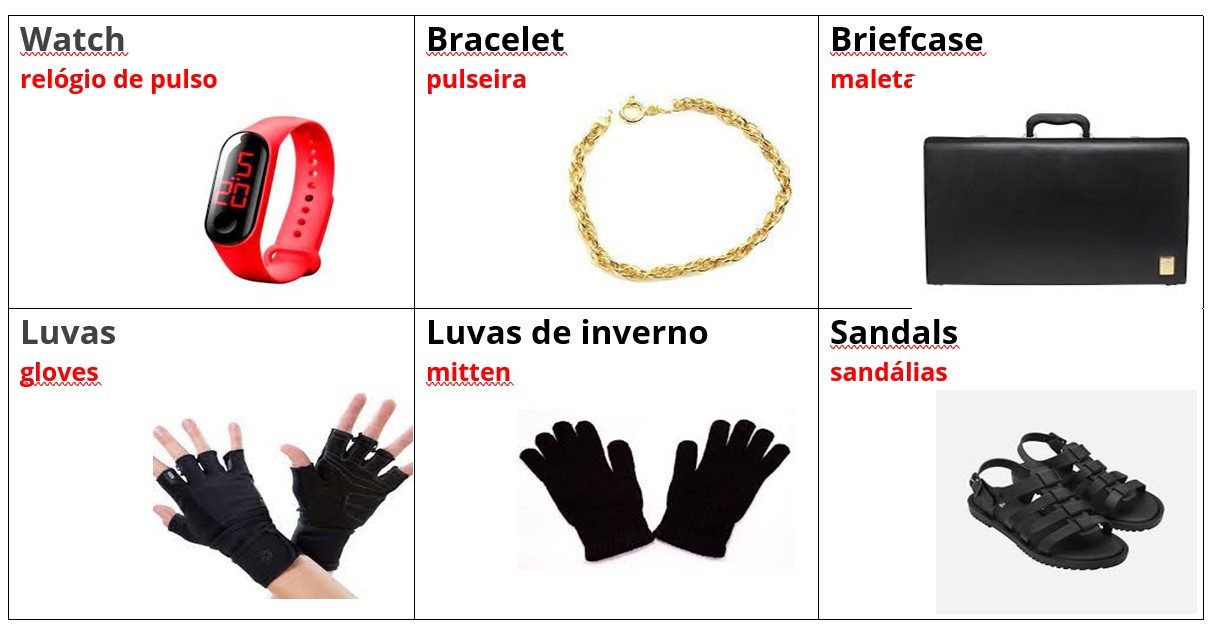 Watch
relógio de pulso
Bracelet
pulseira
Briefcase
maleta
Luvas
gloves
Luvas de inverno
mitten
Sandals
sandálias